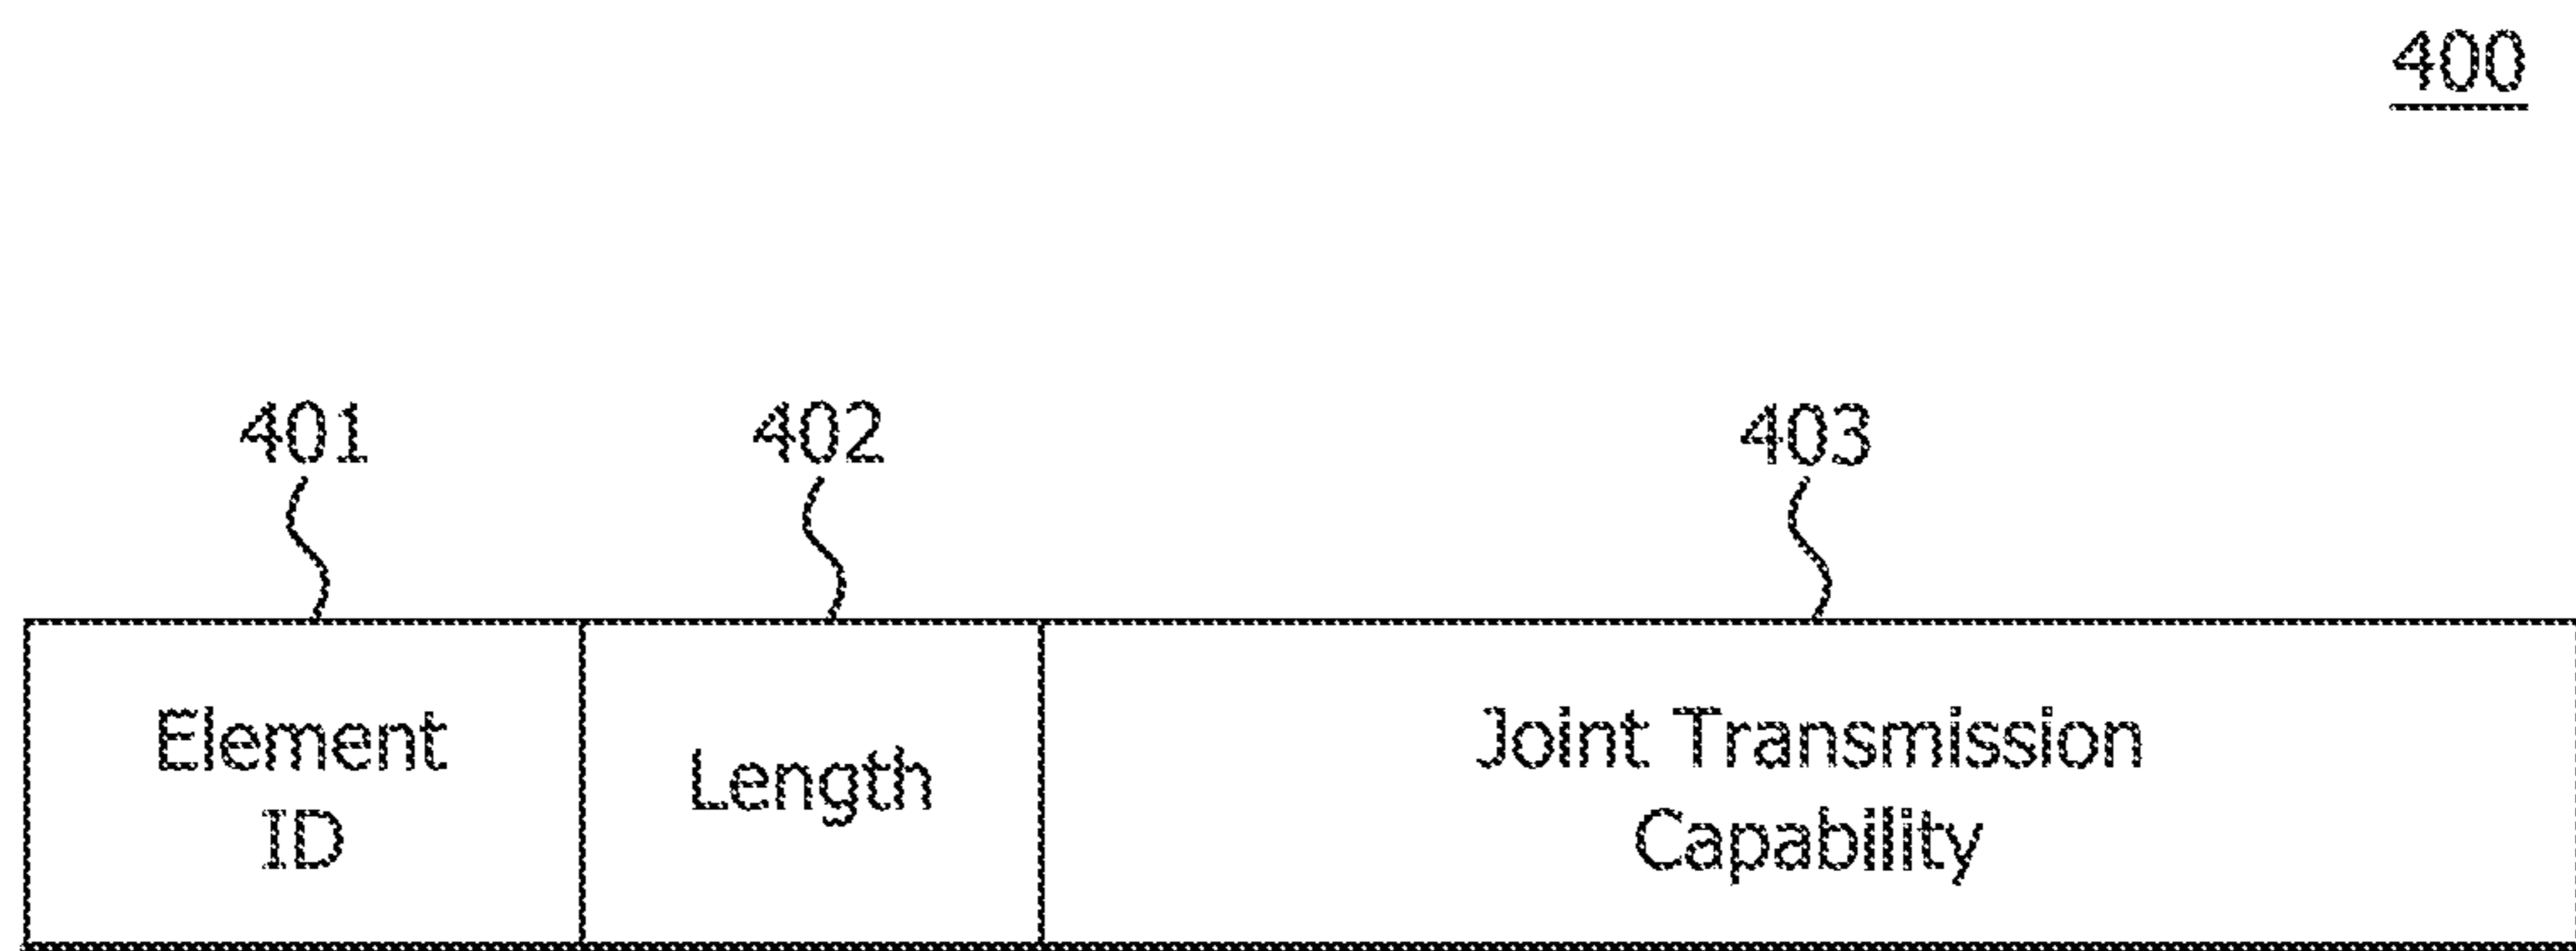 400
401
402
403
Element
ID
Length
Joint Transmission
Capability